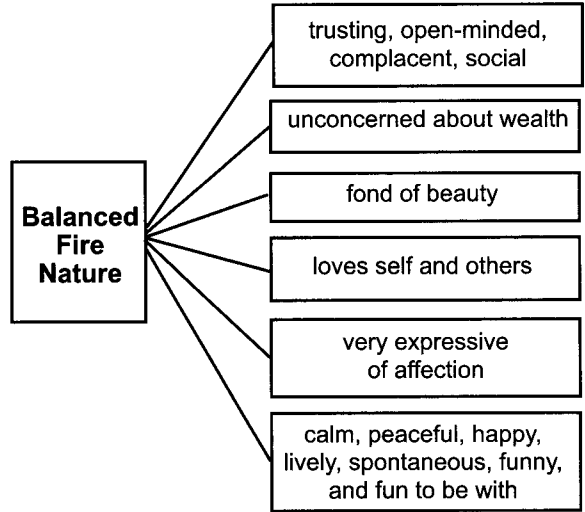 trusting, open-minded,
complacent, social
unconcerned about wealth
Balanced
Fire
Nature
fond of beauty
loves self and others
very expressive
of affection
calm, peaceful, happy,
lively, spontaneous, funny,
and fun to be with